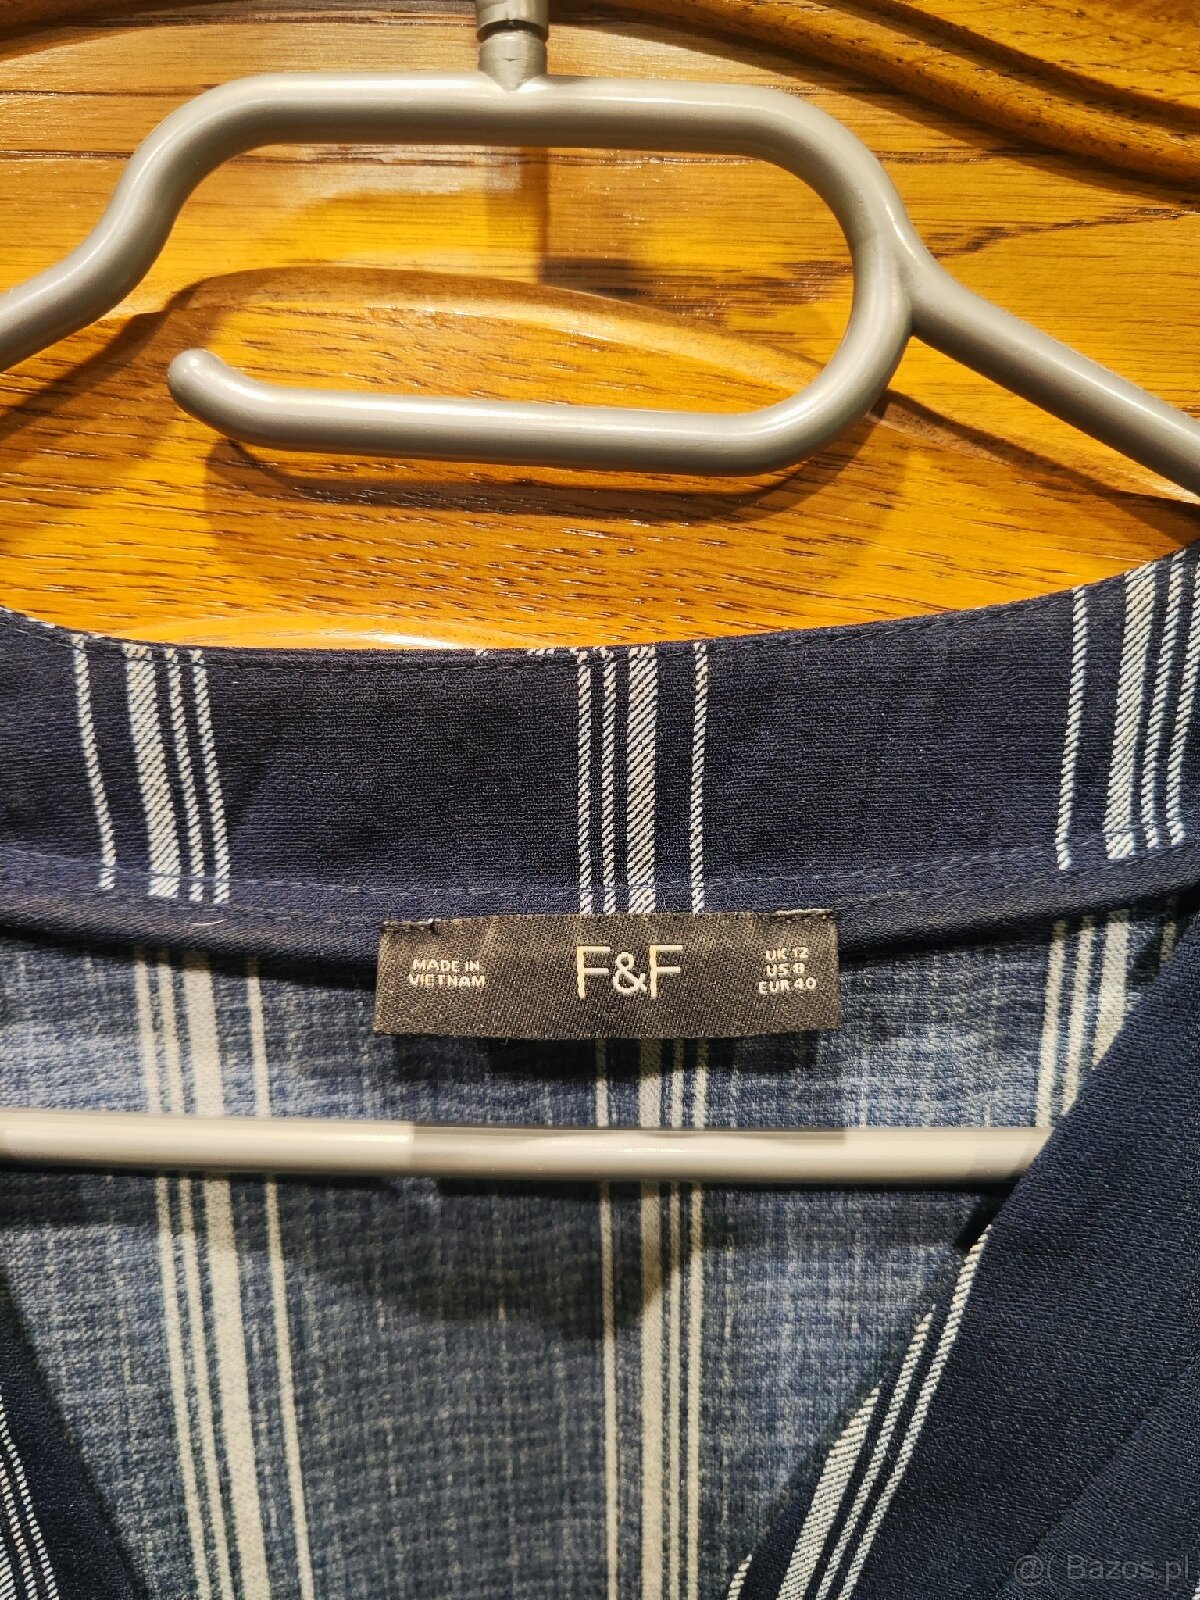 MADE IN
VIETNAM
F&F
UK 12
US 8
EUR 40
@( Bazos.pl